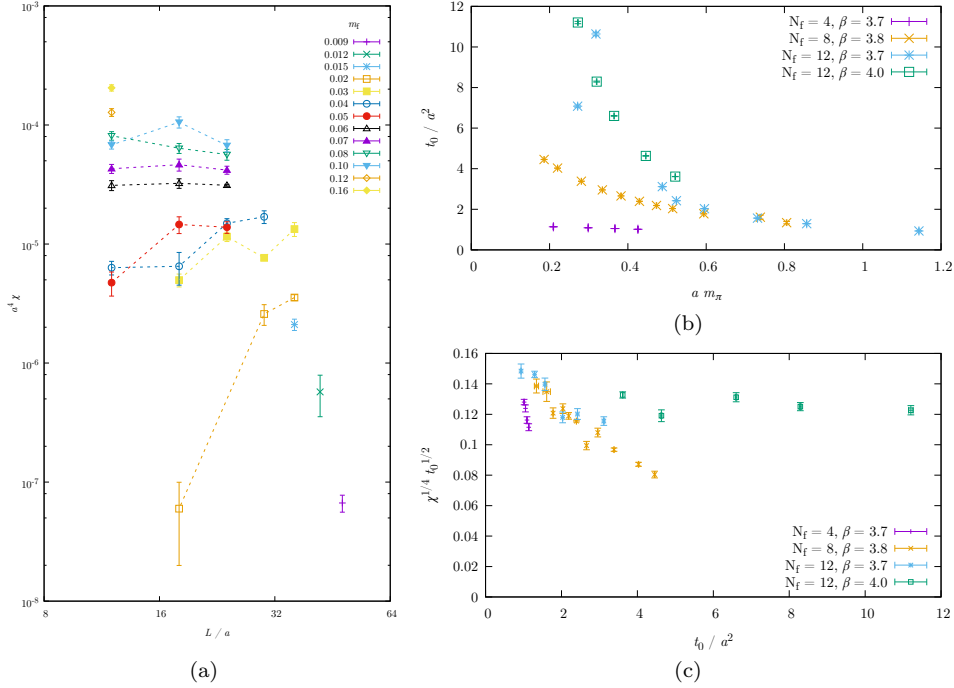 10⁻³
10⁻⁴
10⁻⁵
10⁻⁶
10⁻⁷
10⁻⁸
a⁴ χ
8 16 32 64
L / a
m_f
0.009
0.012
0.015
0.02
0.03
0.04
0.05
0.06
0.07
0.08
0.10
0.12
0.16
(a)
12
10
8
6
4
2
0
t₀ / a²
0.2 0.4 0.6 0.8 1 1.2
a m_π
N_f = 4, β = 3.7
N_f = 8, β = 3.8
N_f = 12, β = 3.7
N_f = 12, β = 4.0
(b)
0.16
0.14
0.12
0.1
0.08
0.06
0.04
0.02
0
χ^{1/4} t₀^{1/2}
0 2 4 6 8 10 12
t₀ / a²
N_f = 4, β = 3.7
N_f = 8, β = 3.8
N_f = 12, β = 3.7
N_f = 12, β = 4.0
(c)